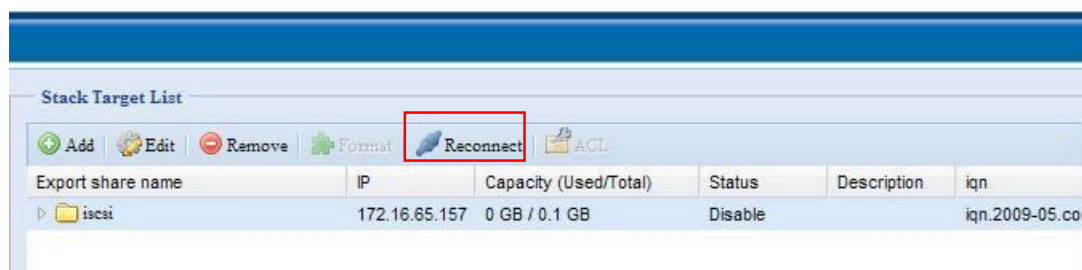 Stack Target List
Add Edit Remove Format Reconnect ACL
Export share name IP Capacity (Used/Total) Status Description iqn
iscsi 172.16.65.157 0 GB / 0.1 GB Disable iqn.2009-05.co